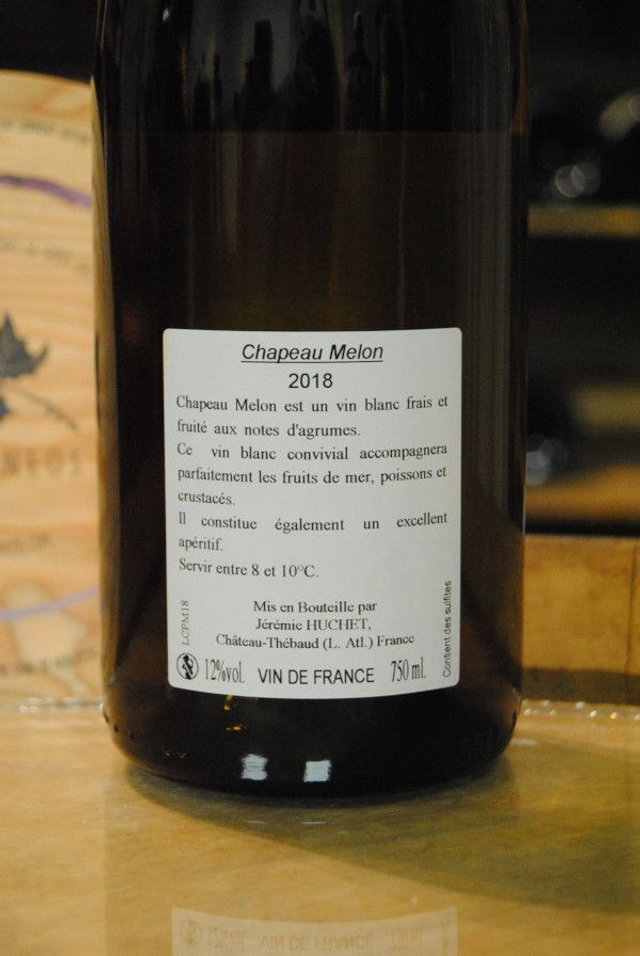 Chapeau Melon
2018
Chapeau Melon est un vin blanc frais et
fruité aux notes d'agrumes.
Ce vin blanc convivial accompagnera
parfaitement les fruits de mer, poissons et
crustacés.
Il constitue également un excellent
apéritif.
Servir entre 8 et 10°C.
Mis en Bouteille par
Jérémie HUCHET,
Château-Thébaud (L. Atl.) France
LCPM18
Contient des sulfites
12%vol. VIN DE FRANCE 750 ml.